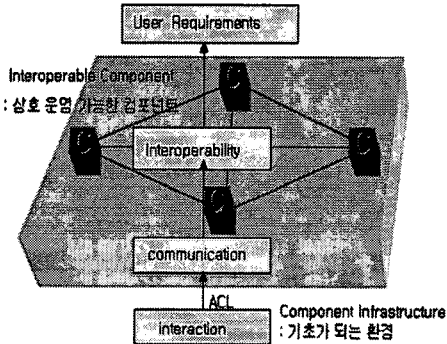 User Requirements
Interoperable Component
: 상호 운영 가능한 컴포넌트
Interoperability
communication
ACL
interaction
Component Infrastructure
: 기초가 되는 환경